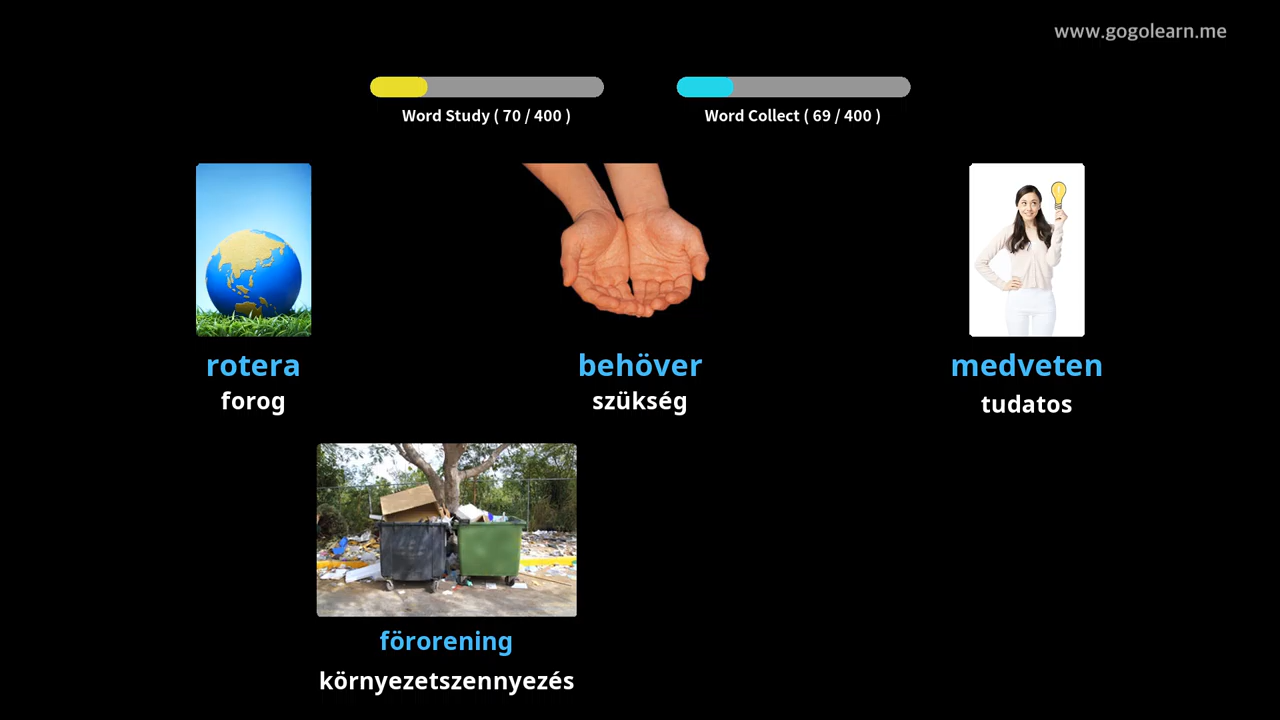 www.gogolearn.me
Word Study ( 70 / 400 )
Word Collect ( 69 / 400 )
rotera
forog
behöver
szükség
medveten
tudatos
förorening
környezetszennyezés